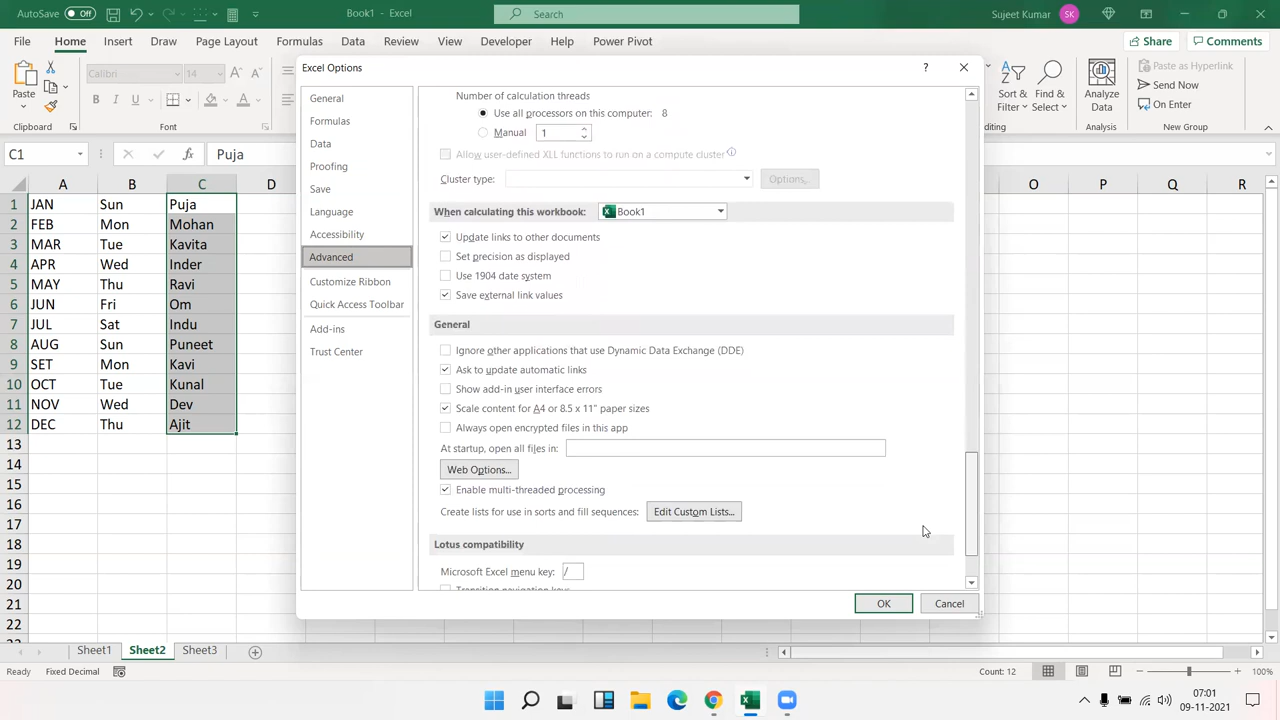 AutoSave Off Book1 - Excel Search Sujeet Kumar SK
File Home Insert Draw Page Layout Formulas Data Review View Developer Help Power Pivot Share Comments
Paste
Clipboard
Calibri 14
B I U
Font
Sort & Filter
Find & Select
Editing
Analyze Data
Paste as Hyperlink
Send Now
On Enter
New Group
C1 fx Puja
A B C D O P Q R
1 JAN Sun Puja
2 FEB Mon Mohan
3 MAR Tue Kavita
4 APR Wed Inder
5 MAY Thu Ravi
6 JUN Fri Om
7 JUL Sat Indu
8 AUG Sun Puneet
9 SET Mon Kavi
10 OCT Tue Kunal
11 NOV Wed Dev
12 DEC Thu Ajit
13
14
15
16
17
18
19
20
21
22
Excel Options
General
Formulas
Data
Proofing
Save
Language
Accessibility
Advanced
Customize Ribbon
Quick Access Toolbar
Add-ins
Trust Center
Number of calculation threads
Use all processors on this computer: 8
Manual 1
Allow user-defined XLL functions to run on a compute cluster
Cluster type: Options...
When calculating this workbook: Book1
Update links to other documents
Set precision as displayed
Use 1904 date system
Save external link values
General
Ignore other applications that use Dynamic Data Exchange (DDE)
Ask to update automatic links
Show add-in user interface errors
Scale content for A4 or 8.5 x 11" paper sizes
Always open encrypted files in this app
At startup, open all files in:
Web Options...
Enable multi-threaded processing
Create lists for use in sorts and fill sequences: Edit Custom Lists...
Lotus compatibility
Microsoft Excel menu key: /
Transition navigation keys
OK Cancel
Sheet1 Sheet2 Sheet3
Ready Fixed Decimal Count: 12 100%
07:01